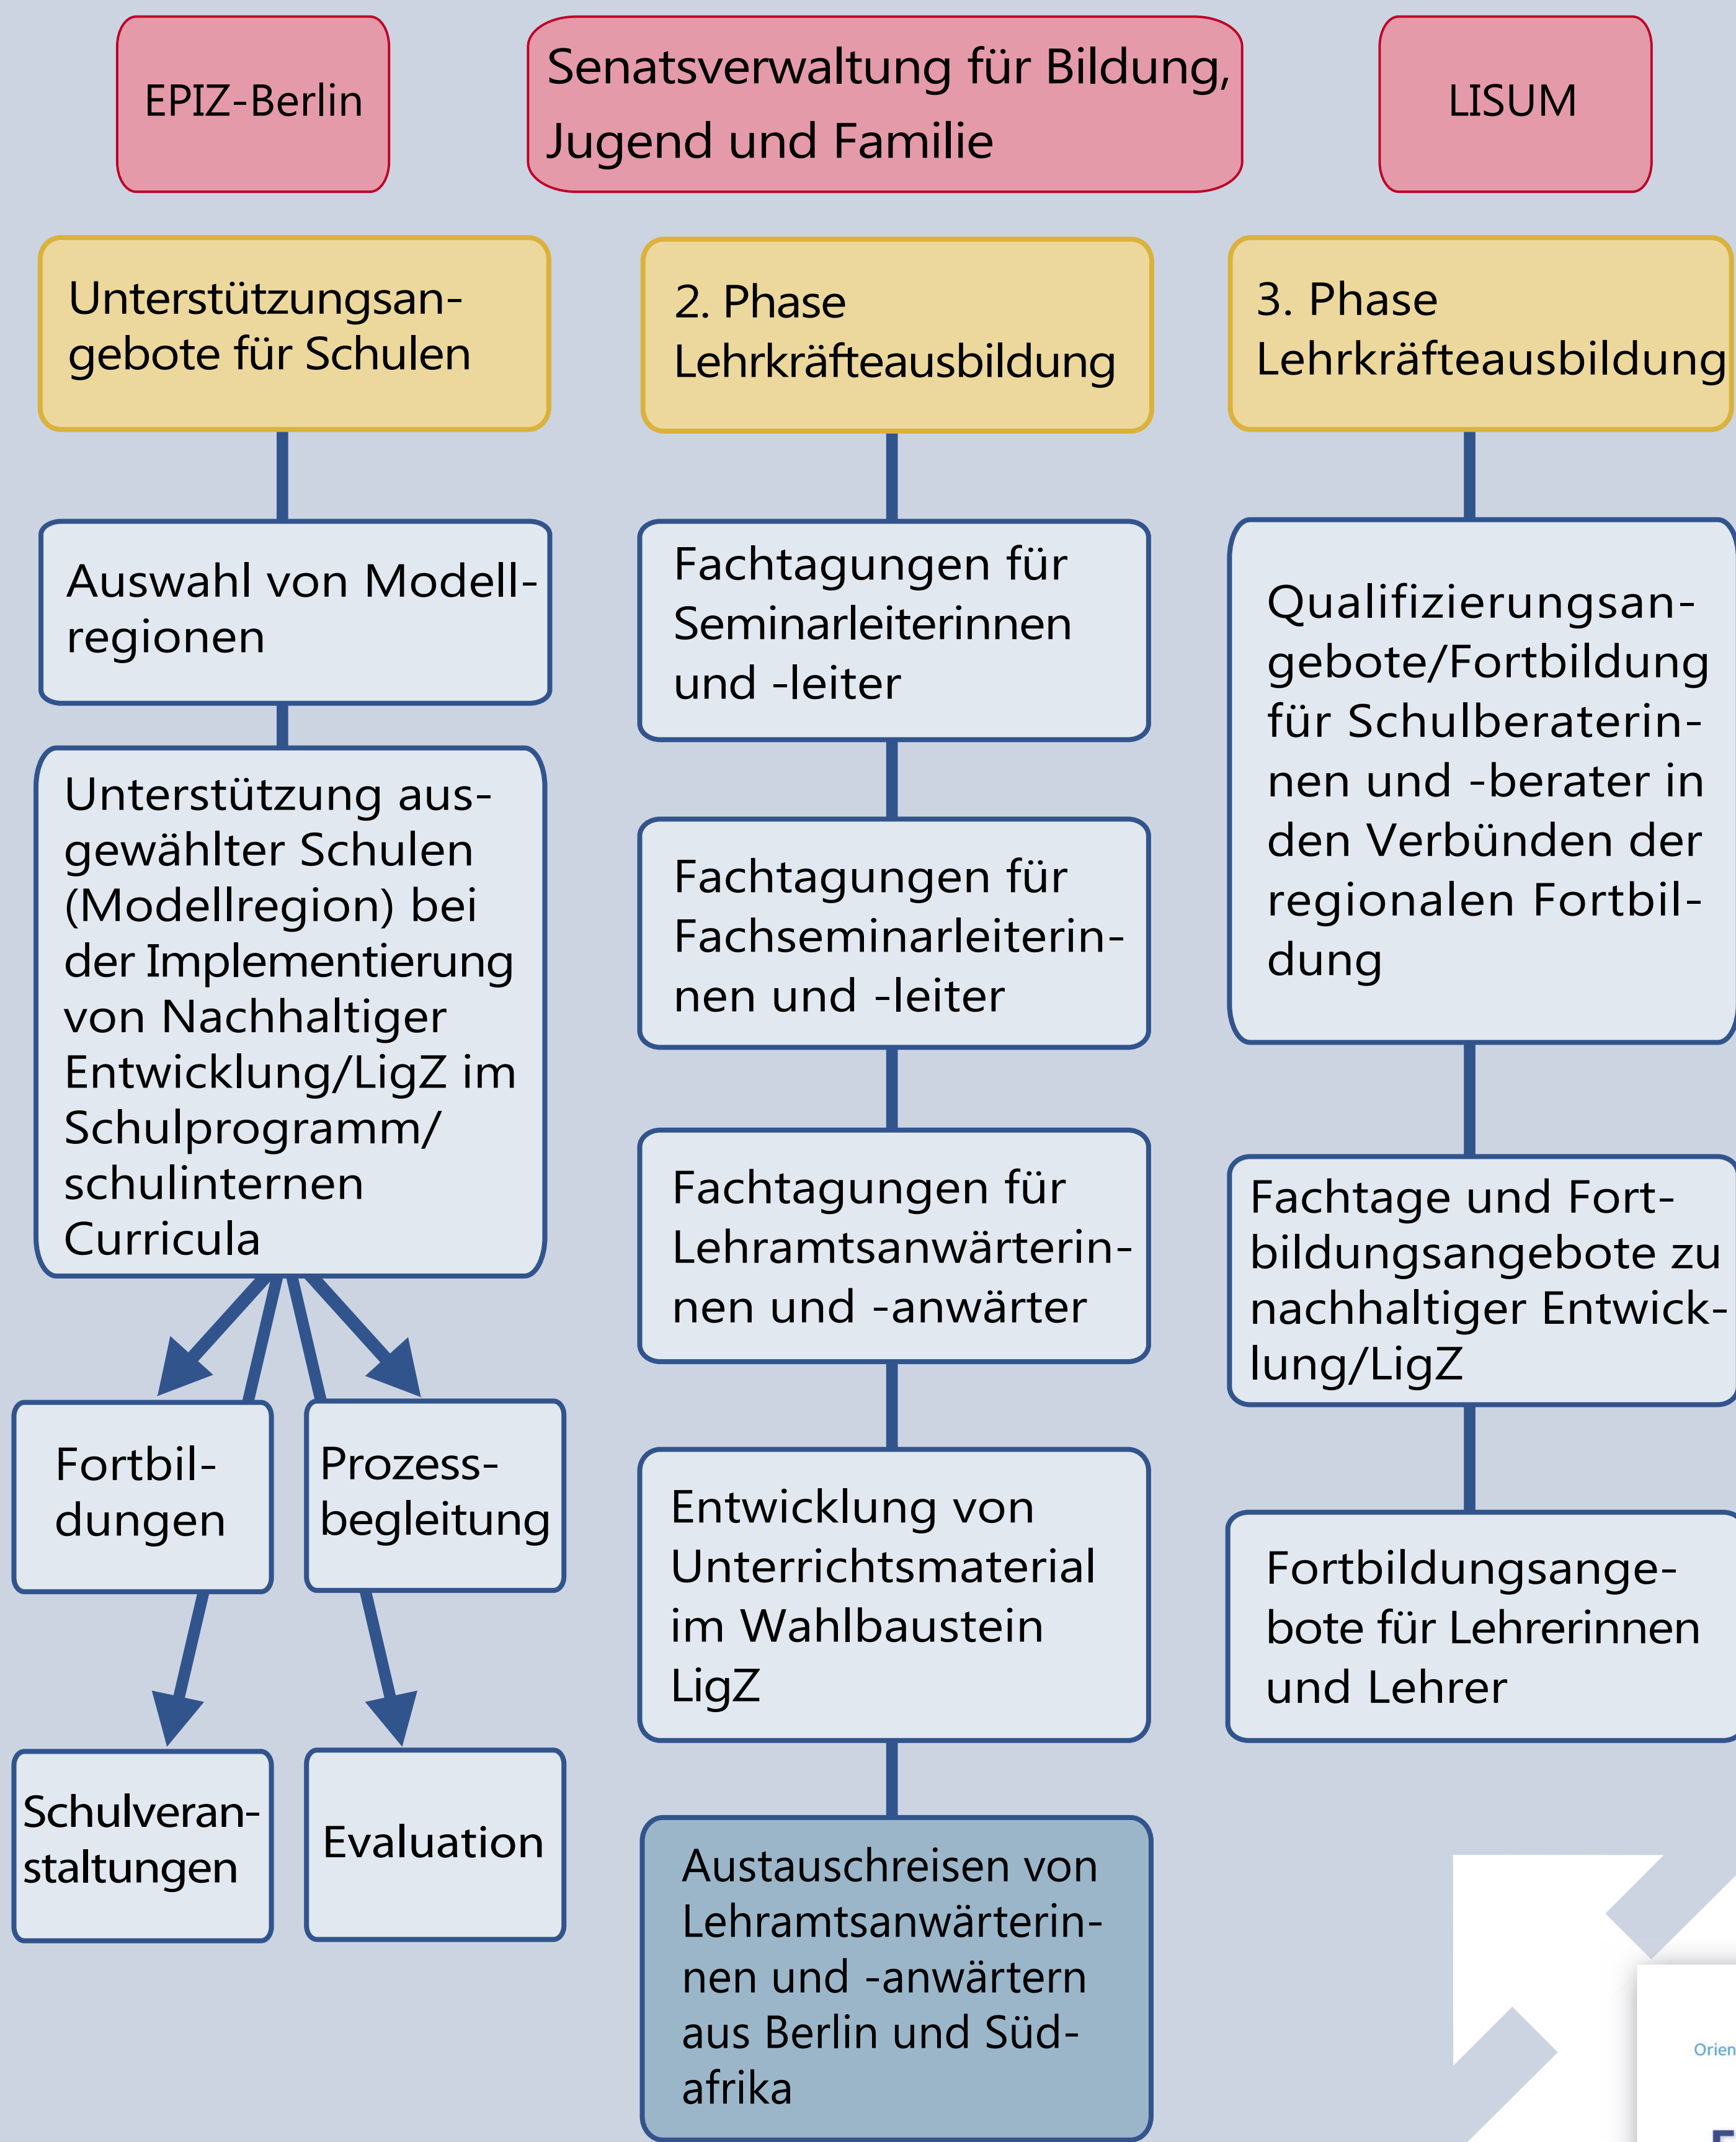 EPIZ-Berlin
Senatsverwaltung für Bildung,
Jugend und Familie
LISUM
Unterstützungsan-
gebote für Schulen
Auswahl von Modell-
regionen
Unterstützung aus-
gewählter Schulen
(Modellregion) bei
der Implementierung
von Nachhaltiger
Entwicklung/LigZ im
Schulprogramm/
schulinternen
Curricula
Fortbil-
dungen
Prozess-
begleitung
Schulveran-
staltungen
Evaluation
2. Phase
Lehrkräfteausbildung
Fachtagungen für
Seminarleiterinnen
und -leiter
Fachtagungen für
Fachseminarleiterin-
nen und -leiter
Fachtagungen für
Lehramtsanwärterin-
nen und -anwärter
Entwicklung von
Unterrichtsmaterial
im Wahlbaustein
LigZ
Austauschreisen von
Lehramtsanwärterin-
nen und -anwärtern
aus Berlin und Süd-
afrika
3. Phase
Lehrkräfteausbildung
Qualifizierungsan-
gebote/Fortbildung
für Schulberaterin-
nen und -berater in
den Verbünden der
regionalen Fortbil-
dung
Fachtage und Fort-
bildungsangebote zu
nachhaltiger Entwick-
lung/LigZ
Fortbildungsange-
bote für Lehrerinnen
und Lehrer
Orien